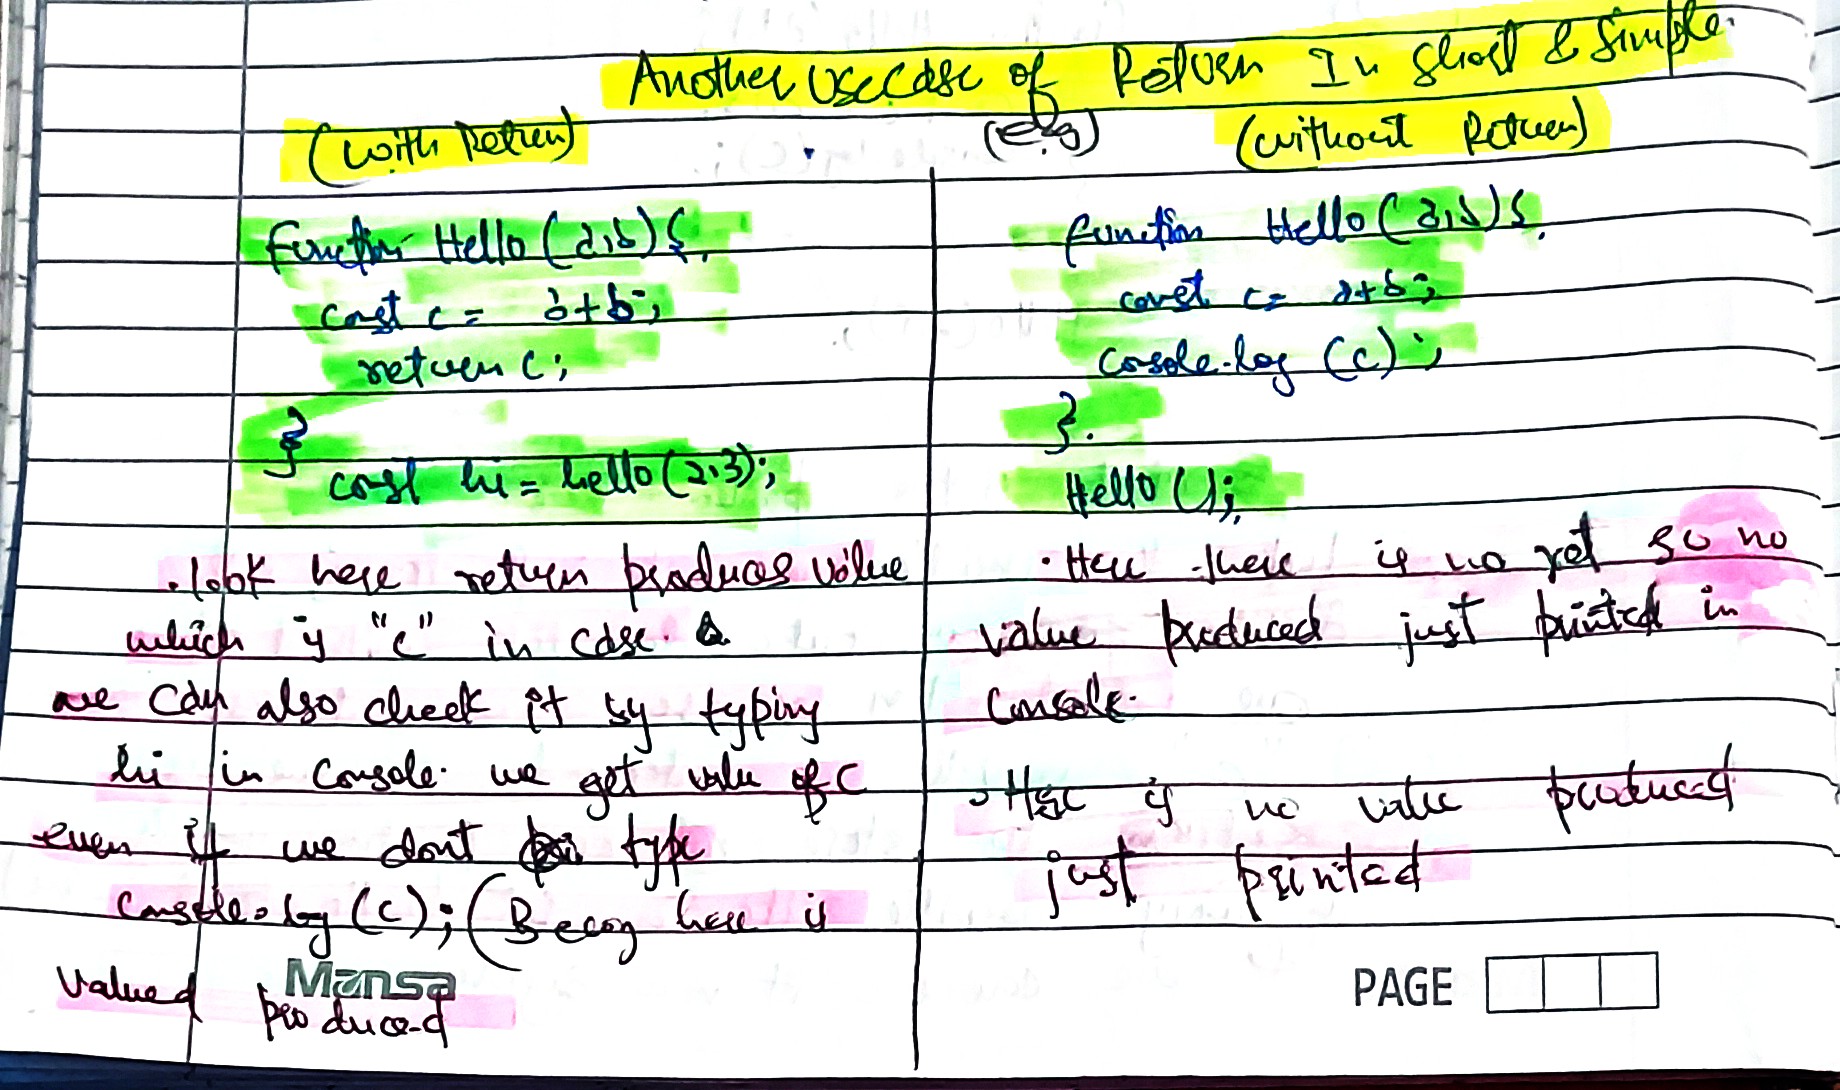 Another usecase of Return In short & simple.
(with Return)
(e.g)
(without Return)
Function Hello (a,b) {
const c = a+b;
return c;
}
const hi = hello(2,3);
.look here return produces value
which is "c" in case.
we can also check it by typing
hi in console. we get value of c
even if we dont type
console.log (c); (Becoz here is
valued produced
function Hello (a,b) {
const c = a+b;
console.log (c);
}.
Hello ();
.Here there is no ret so no
value produced just printed in
console.
Here is no value produced
just printed
Mansa
PAGE